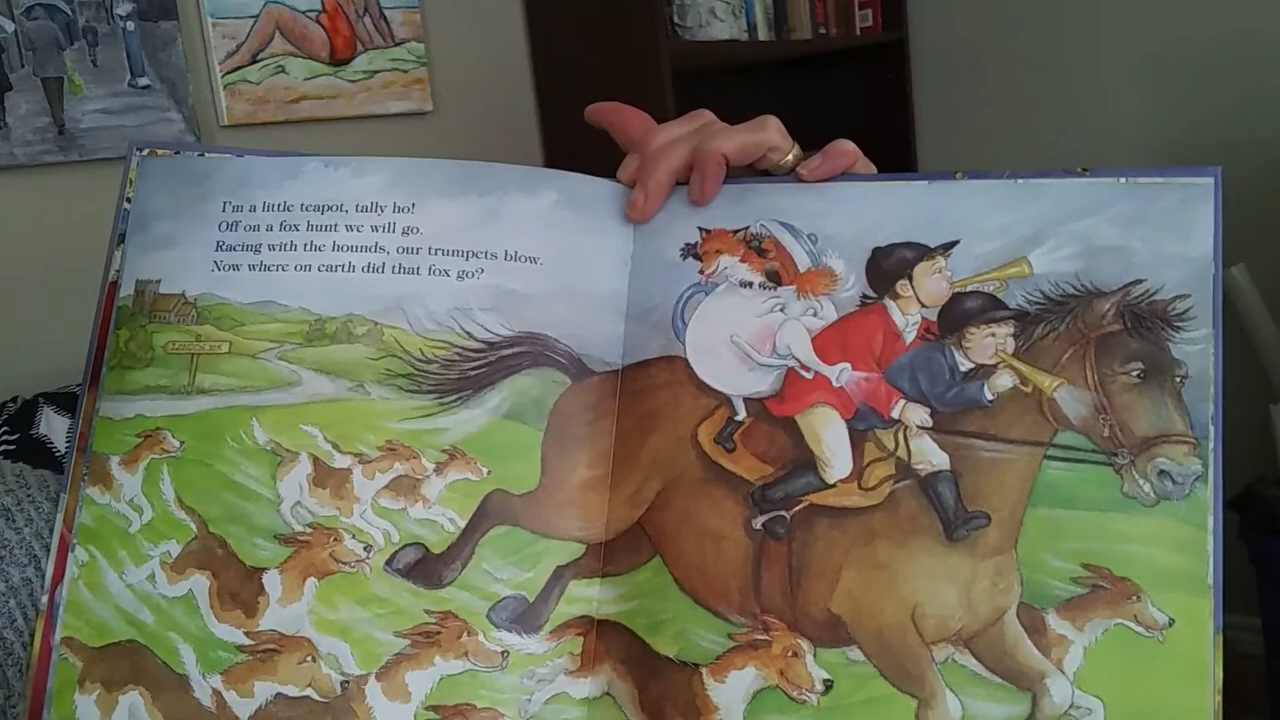 I'm a little teapot, tally ho!
Off on a fox hunt we will go.
Racing with the hounds, our trumpets blow.
Now where on earth did that fox go?